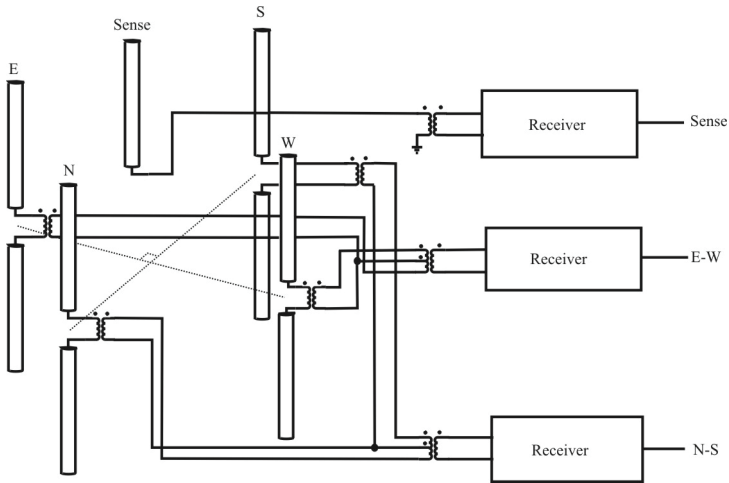 S
Sense
E
W
N
Receiver
Sense
Receiver
E-W
Receiver
N-S